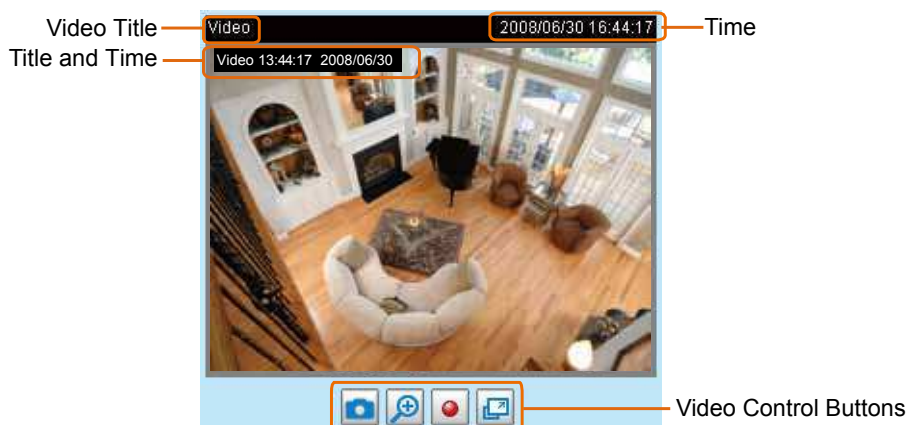 Video Title
Video
2008/06/30 16:44:17
Time
Title and Time
Video 13:44:17 2008/06/30
Video Control Buttons